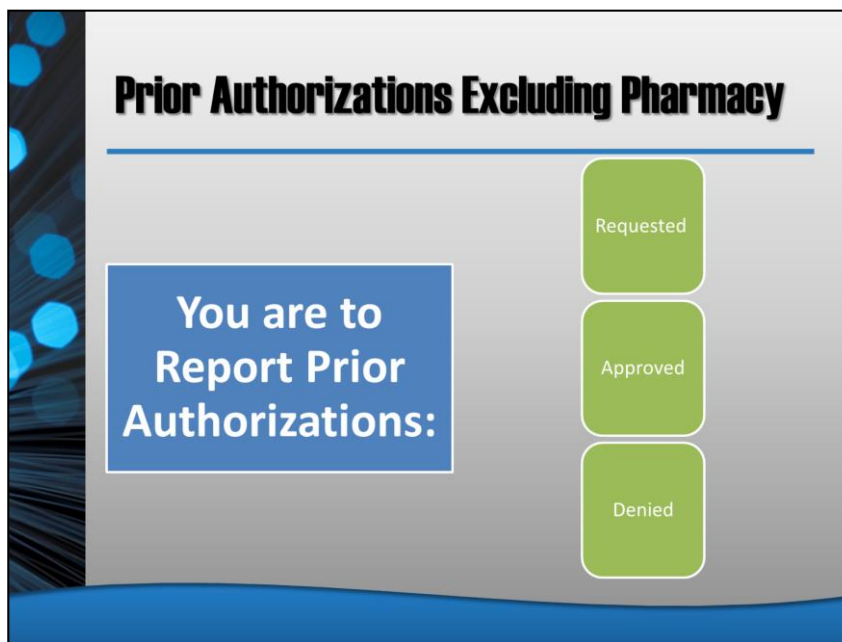 Prior Authorizations Excluding Pharmacy
You are to
Report Prior
Authorizations:
Requested
Approved
Denied